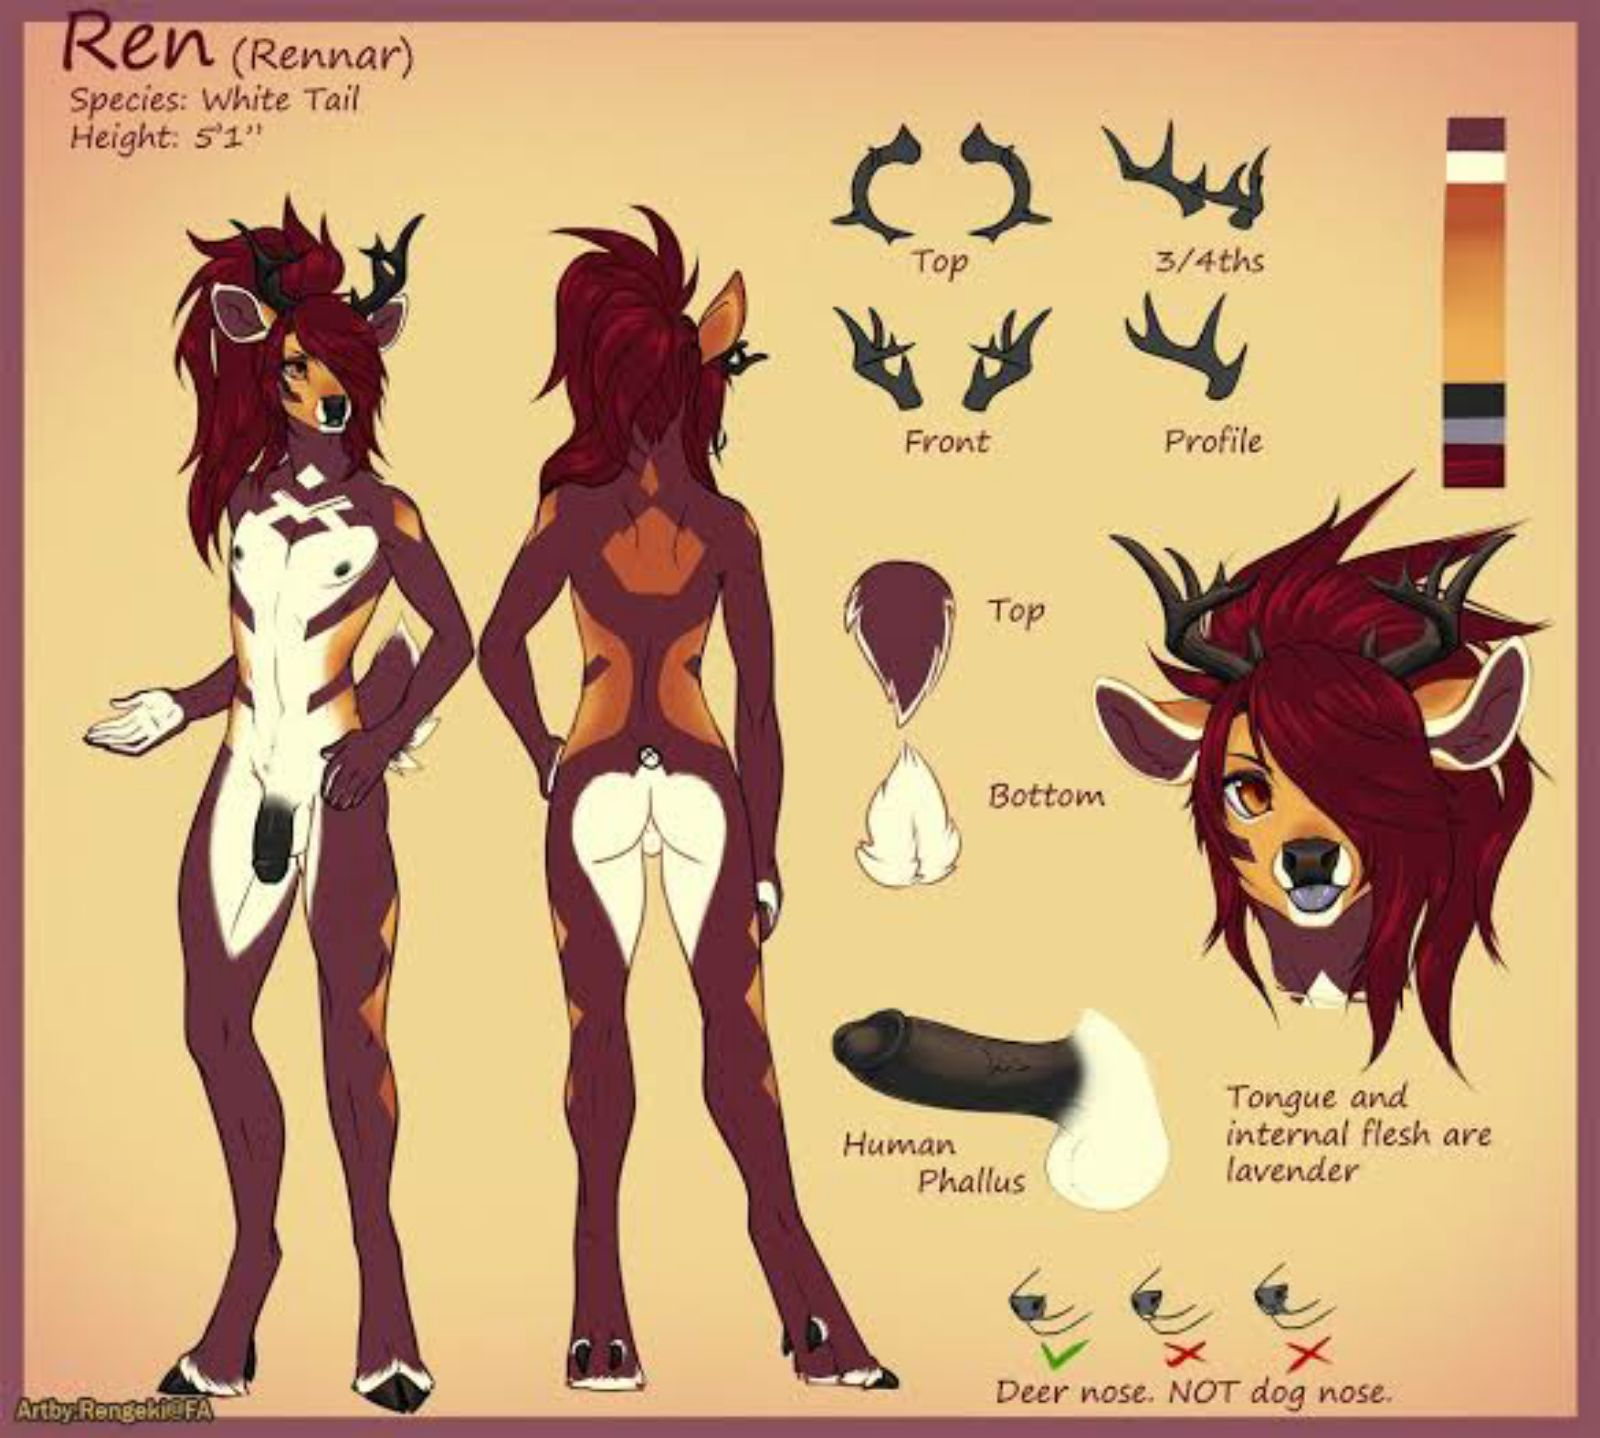 Ren (Rennar)
Species: White Tail
Height: 5'1"
Top
3/4ths
Front
Profile
Top
Bottom
Human
Phallus
Tongue and
internal flesh are
lavender
Deer nose. NOT dog nose.
Artby:Rengeki@FA